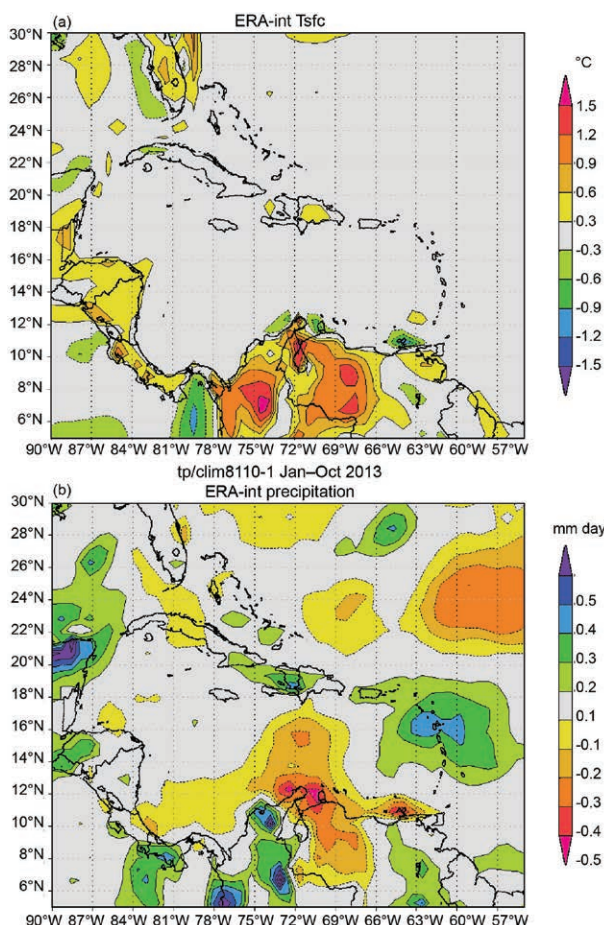 (a)
ERA-int Tsfc
°C
30°N
28°N
26°N
24°N
22°N
20°N
18°N
16°N
14°N
12°N
10°N
8°N
6°N
1.5
1.2
0.9
0.6
0.3
-0.3
-0.6
-0.9
-1.2
-1.5
90°W 87°W 84°W 81°W 78°W 75°W 72°W 69°W 66°W 63°W 60°W 57°W
tp/clim8110-1 Jan–Oct 2013
(b)
ERA-int precipitation
mm day
30°N
28°N
26°N
24°N
22°N
20°N
18°N
16°N
14°N
12°N
10°N
8°N
6°N
0.5
0.4
0.3
0.2
0.1
-0.1
-0.2
-0.3
-0.4
-0.5
90°W 87°W 84°W 81°W 78°W 75°W 72°W 69°W 66°W 63°W 60°W 57°W